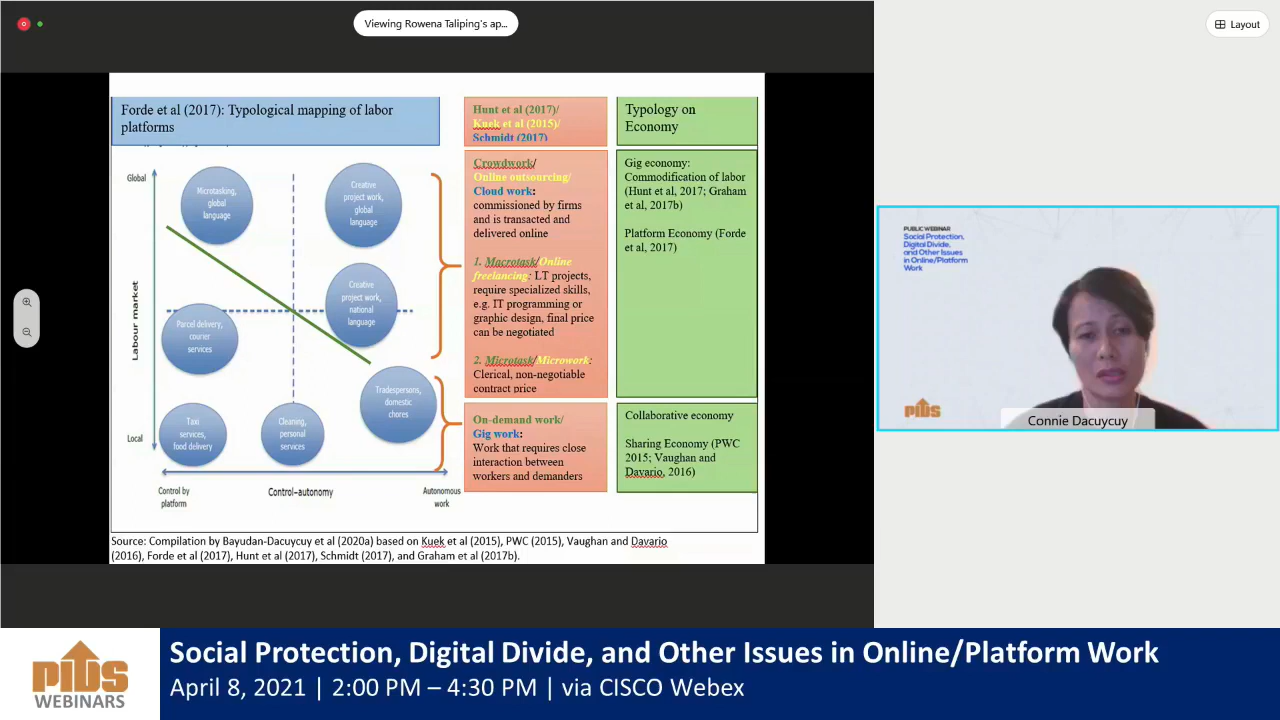 Viewing Rowena Taliping's ap...
Layout
Forde et al (2017): Typological mapping of labor
platforms
Hunt et al (2017)/
Kuek et al (2015)/
Schmidt (2017)
Typology on
Economy
Global
Labour market
Local
Microtasking,
global
language
Creative
project work,
global
language
Creative
project work,
national
language
Parcel delivery,
courier
services
Tradespersons,
domestic
chores
Taxi
services,
food delivery
Cleaning,
personal
services
Control by
platform
Control–autonomy
Autonomous
work
Crowdwork/
Online outsourcing/
Cloud work:
commissioned by firms
and is transacted and
delivered online
1. Macrotask/Online
freelancing: LT projects,
require specialized skills,
e.g. IT programming or
graphic design, final price
can be negotiated
2. Microtask/Microwork:
Clerical, non-negotiable
contract price
On-demand work/
Gig work:
Work that requires close
interaction between
workers and demanders
Gig economy:
Commodification of labor
(Hunt et al, 2017; Graham
et al, 2017b)
Platform Economy (Forde
et al, 2017)
Collaborative economy
Sharing Economy (PWC
2015; Vaughan and
Davario, 2016)
Source: Compilation by Bayudan-Dacuycuy et al (2020a) based on Kuek et al (2015), PWC (2015), Vaughan and Davario
(2016), Forde et al (2017), Hunt et al (2017), Schmidt (2017), and Graham et al (2017b).
PUBLIC WEBINAR
Social Protection,
Digital Divide,
and Other Issues
in Online/Platform
Work
PIDS
Connie Dacuycuy
PIDS
WEBINARS
Social Protection, Digital Divide, and Other Issues in Online/Platform Work
April 8, 2021 | 2:00 PM – 4:30 PM | via CISCO Webex